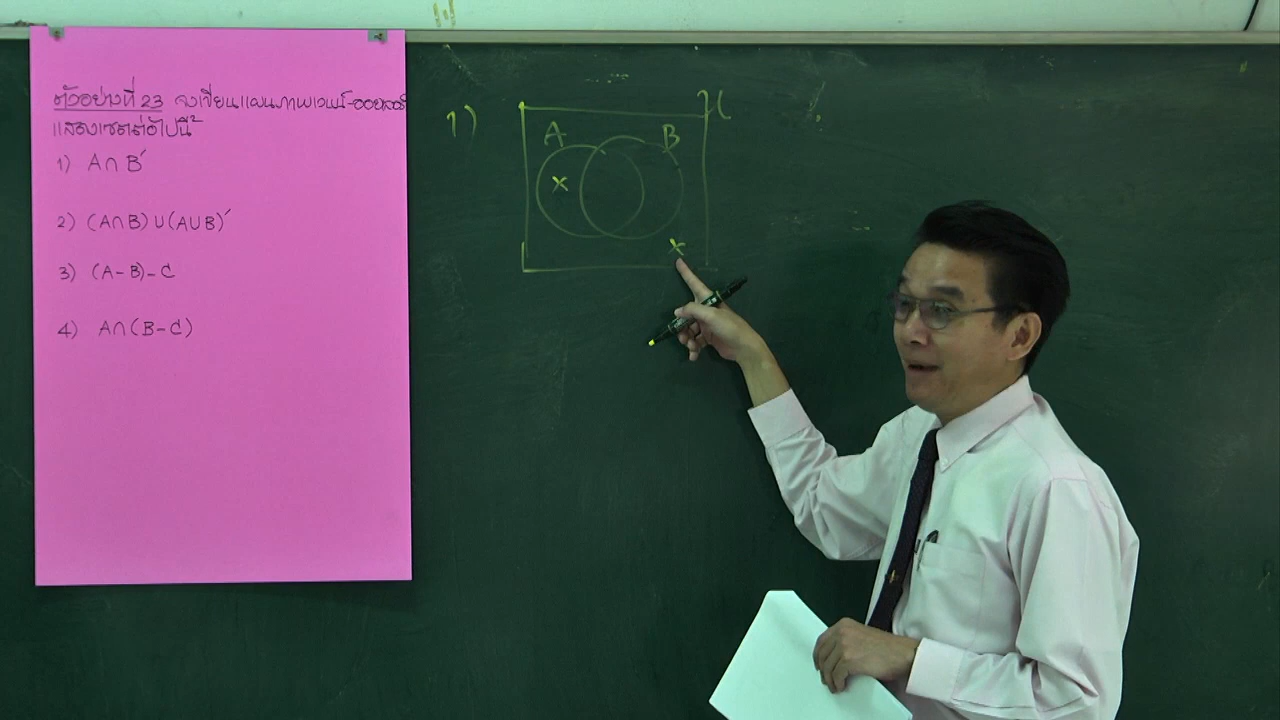 ตัวอย่างที่ 23 จงเขียนแผนภาพเวนน์-ออยเลอร์
แสดงเซตต่อไปนี้
1) A∩B′
2) (A∩B)∪(A∪B)′
3) (A-B)-C
4) A∩(B-C)
1)
U
A B
x
x